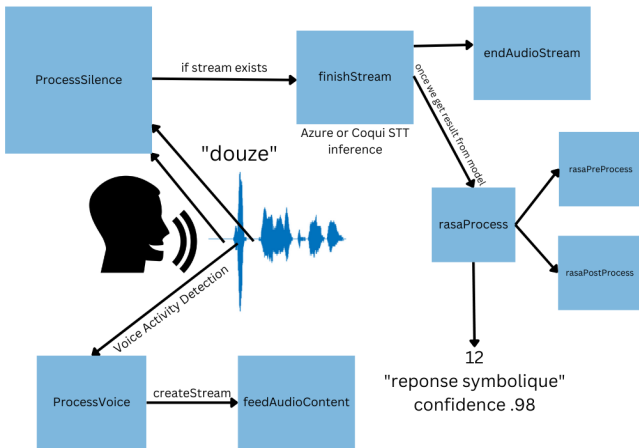 ProcessSilence
if stream exists
finishStream
endAudioStream
Azure or Coqui STT
inference
once we get result from model
"douze"
rasaPreProcess
rasaProcess
rasaPostProcess
Voice Activity Detection
12
"reponse symbolique"
confidence .98
ProcessVoice
createStream
feedAudioContent